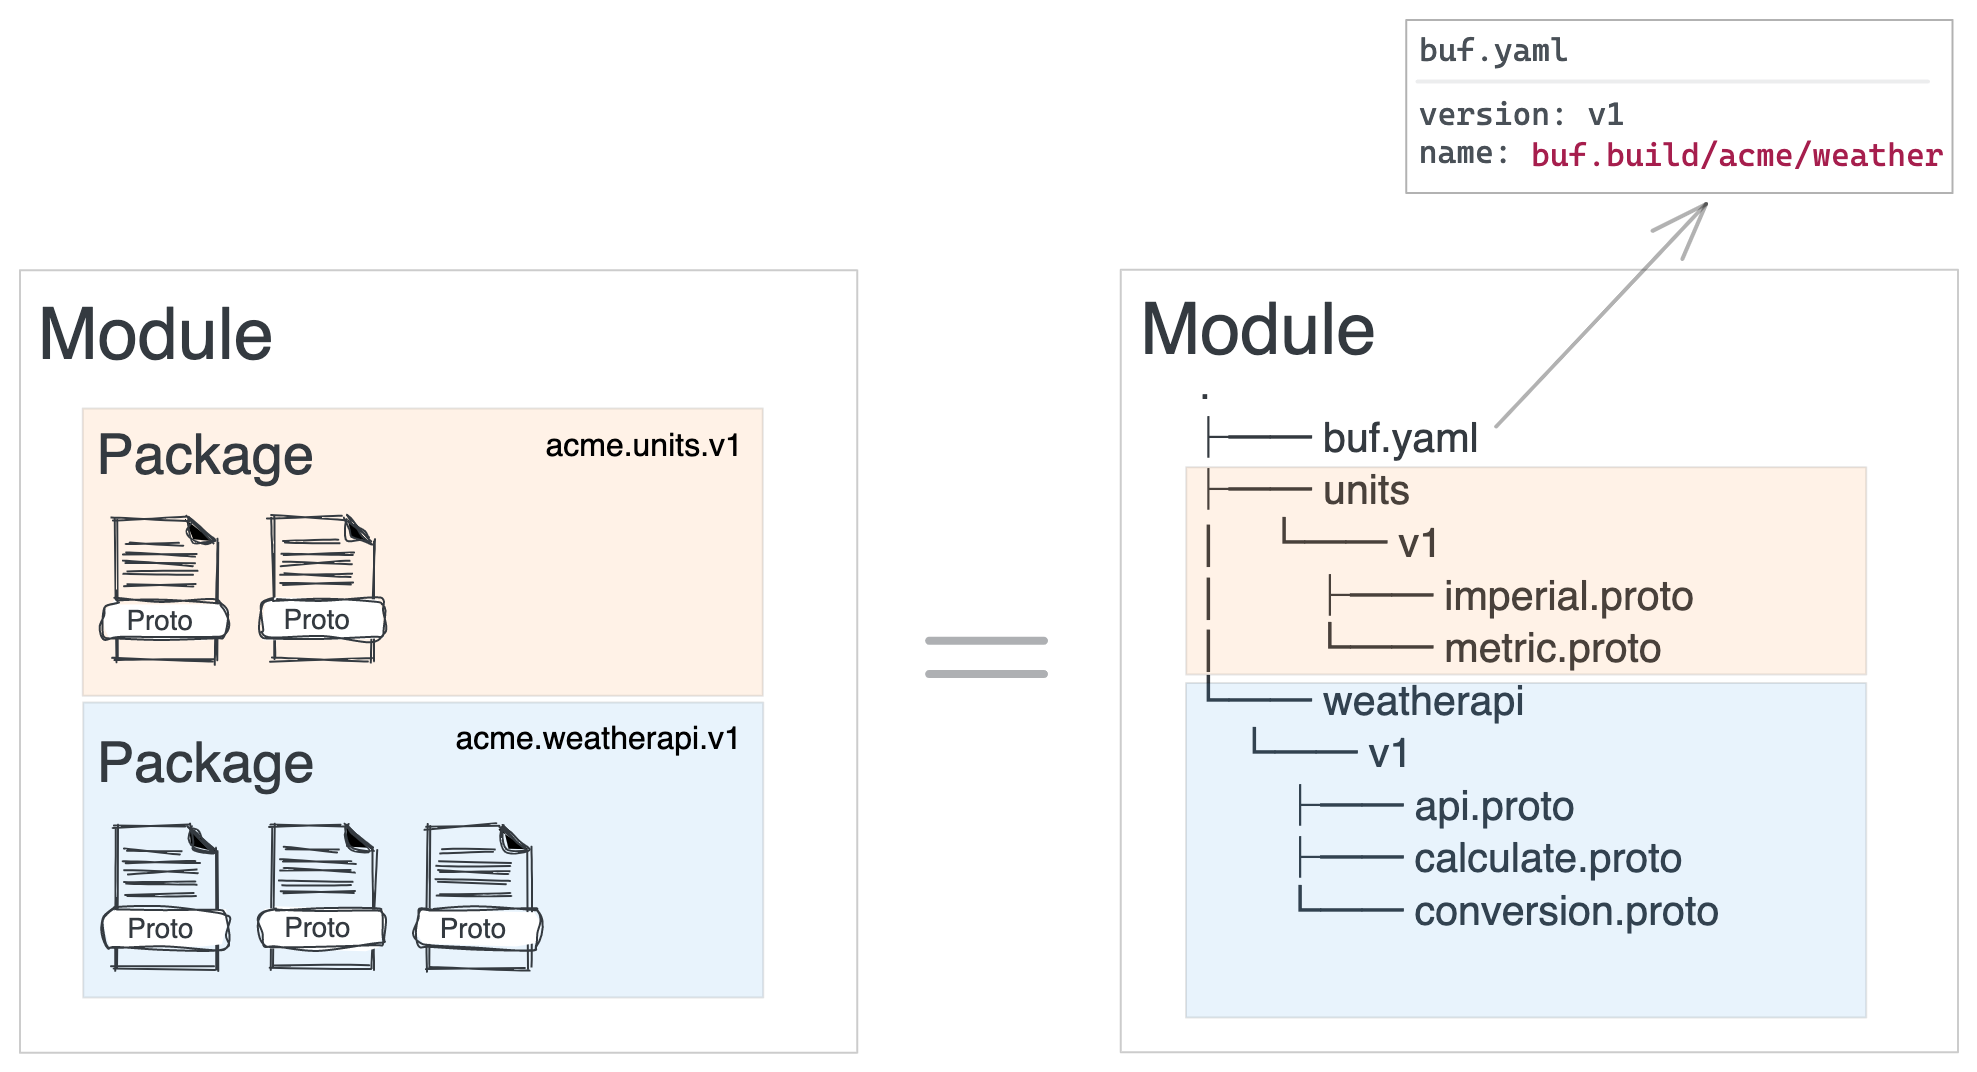 buf.yaml
version: v1
name: buf.build/acme/weather
Module
Package
acme.units.v1
Proto
Proto
Package
acme.weatherapi.v1
Proto
Proto
Proto
Module
.
buf.yaml
units
v1
imperial.proto
metric.proto
weatherapi
v1
api.proto
calculate.proto
conversion.proto